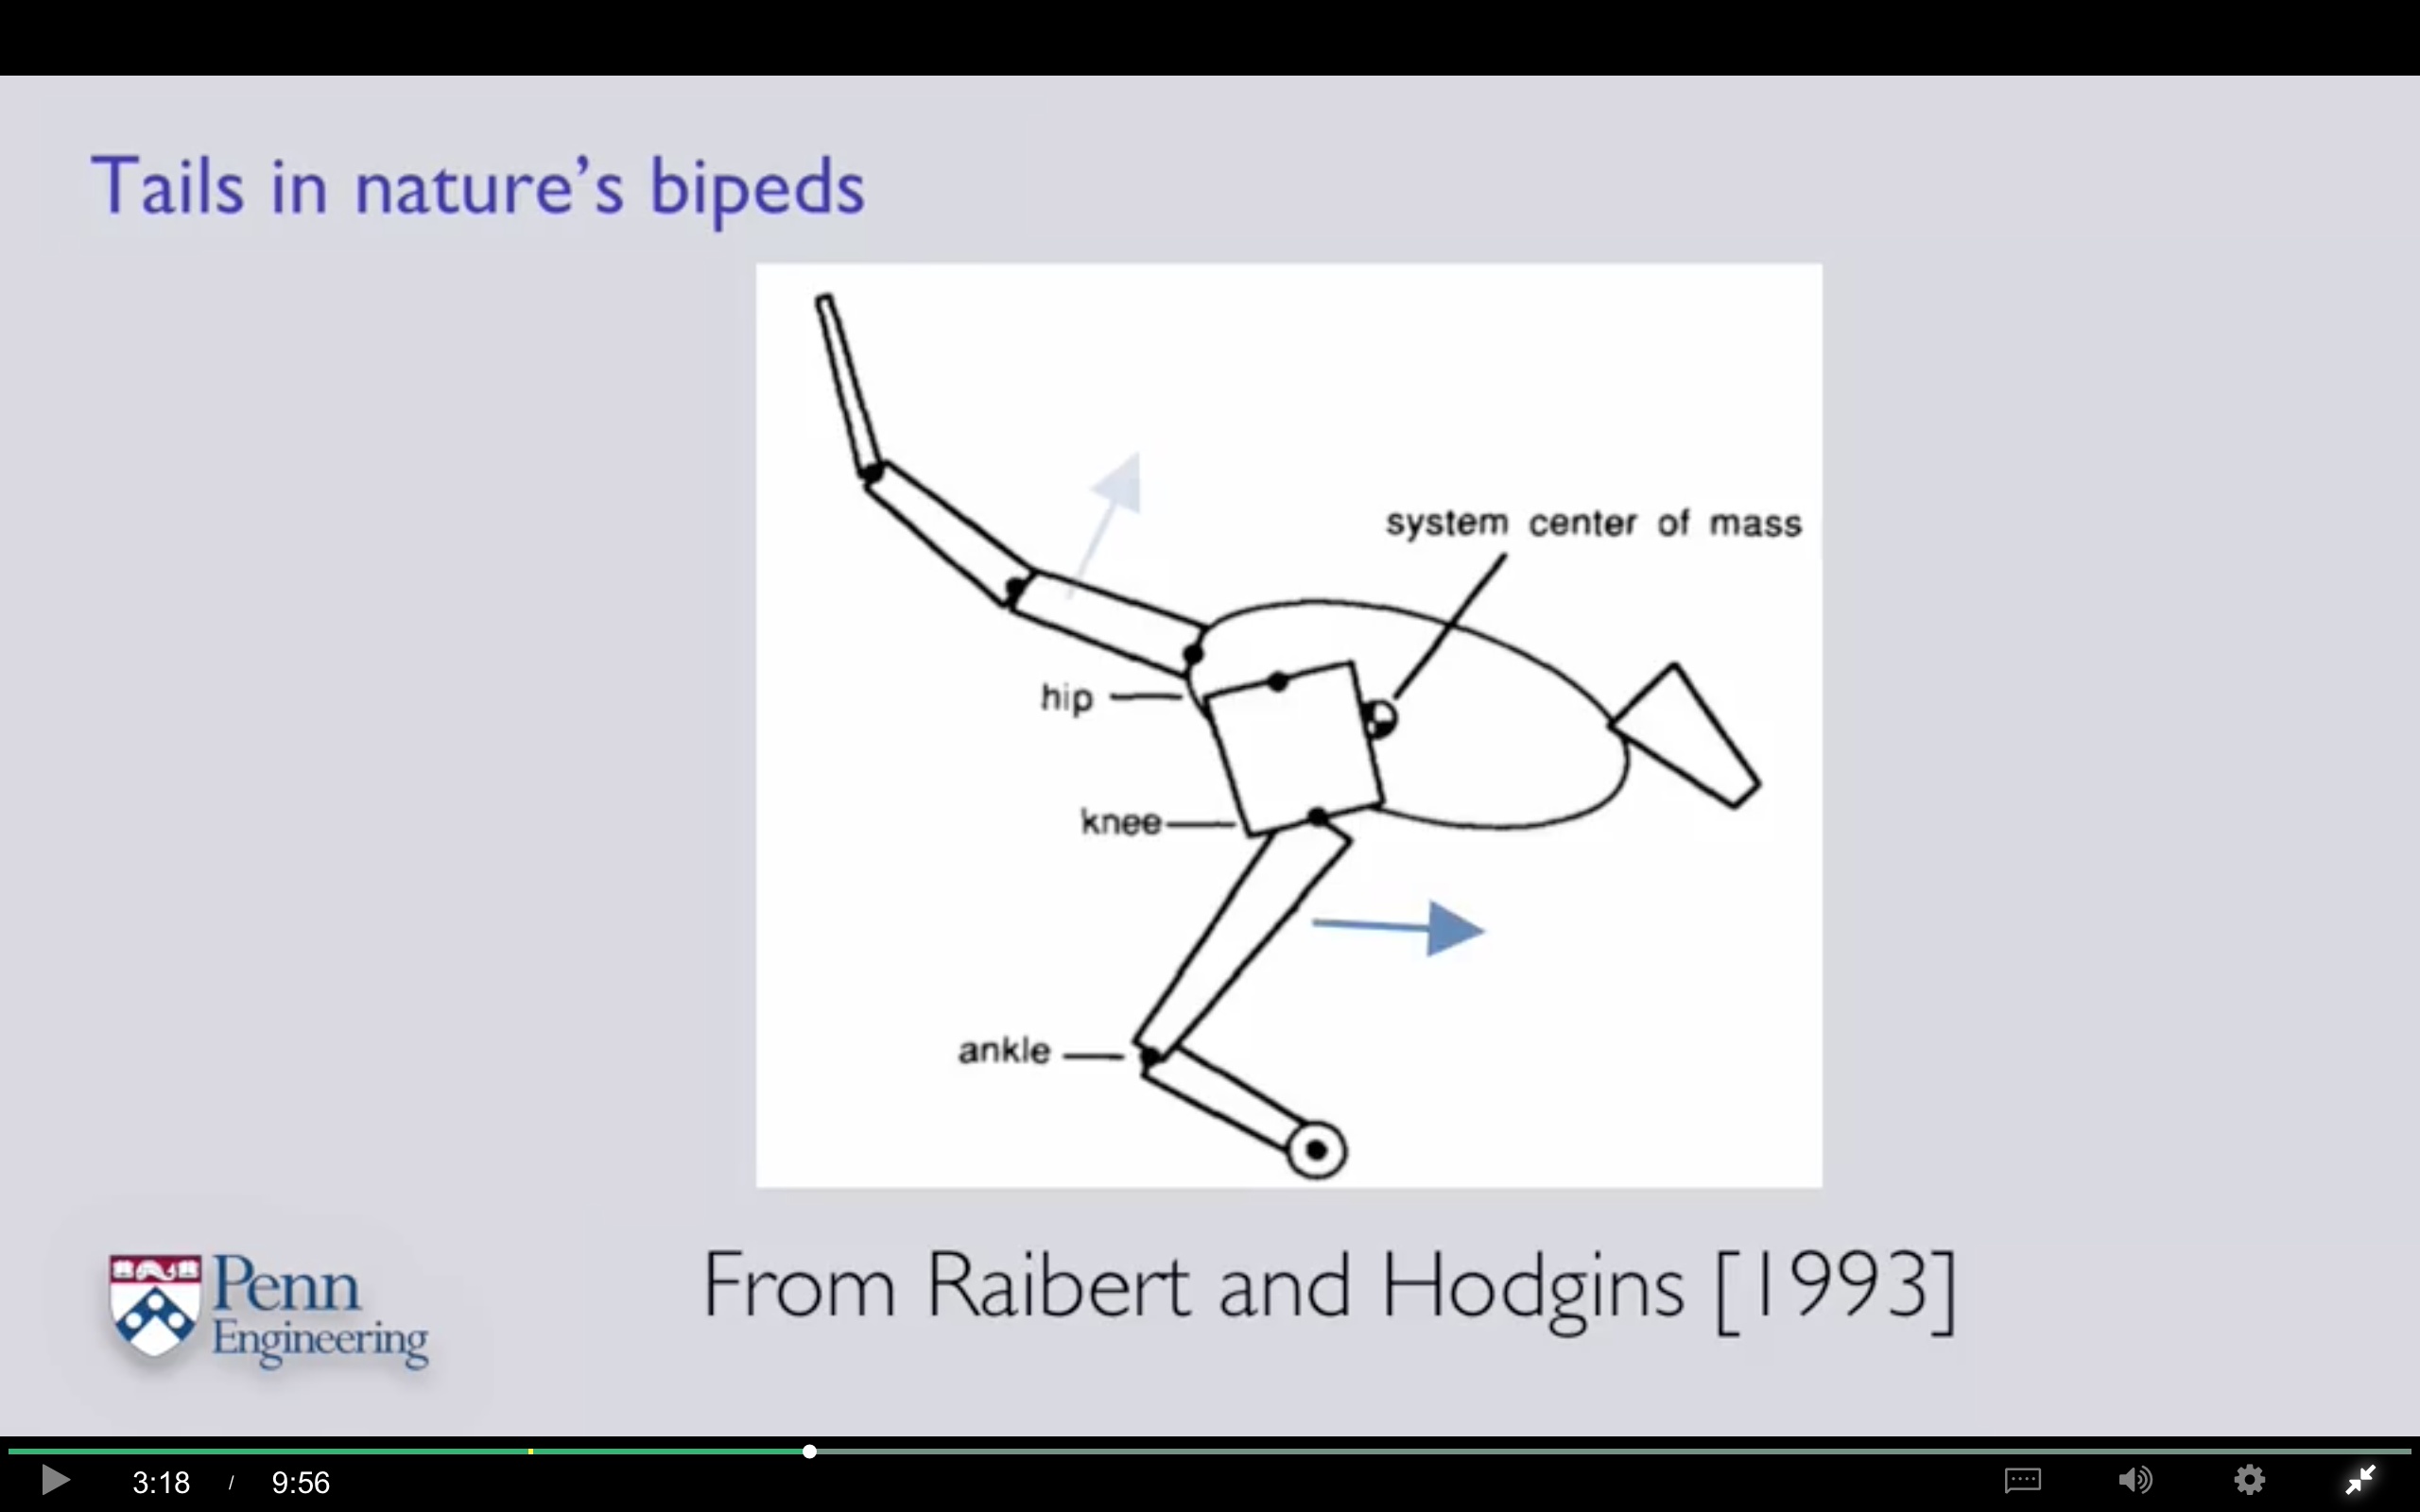 Tails in nature's bipeds
system center of mass
hip
knee
ankle
From Raibert and Hodgins [1993]
Penn
Engineering
3:18 / 9:56